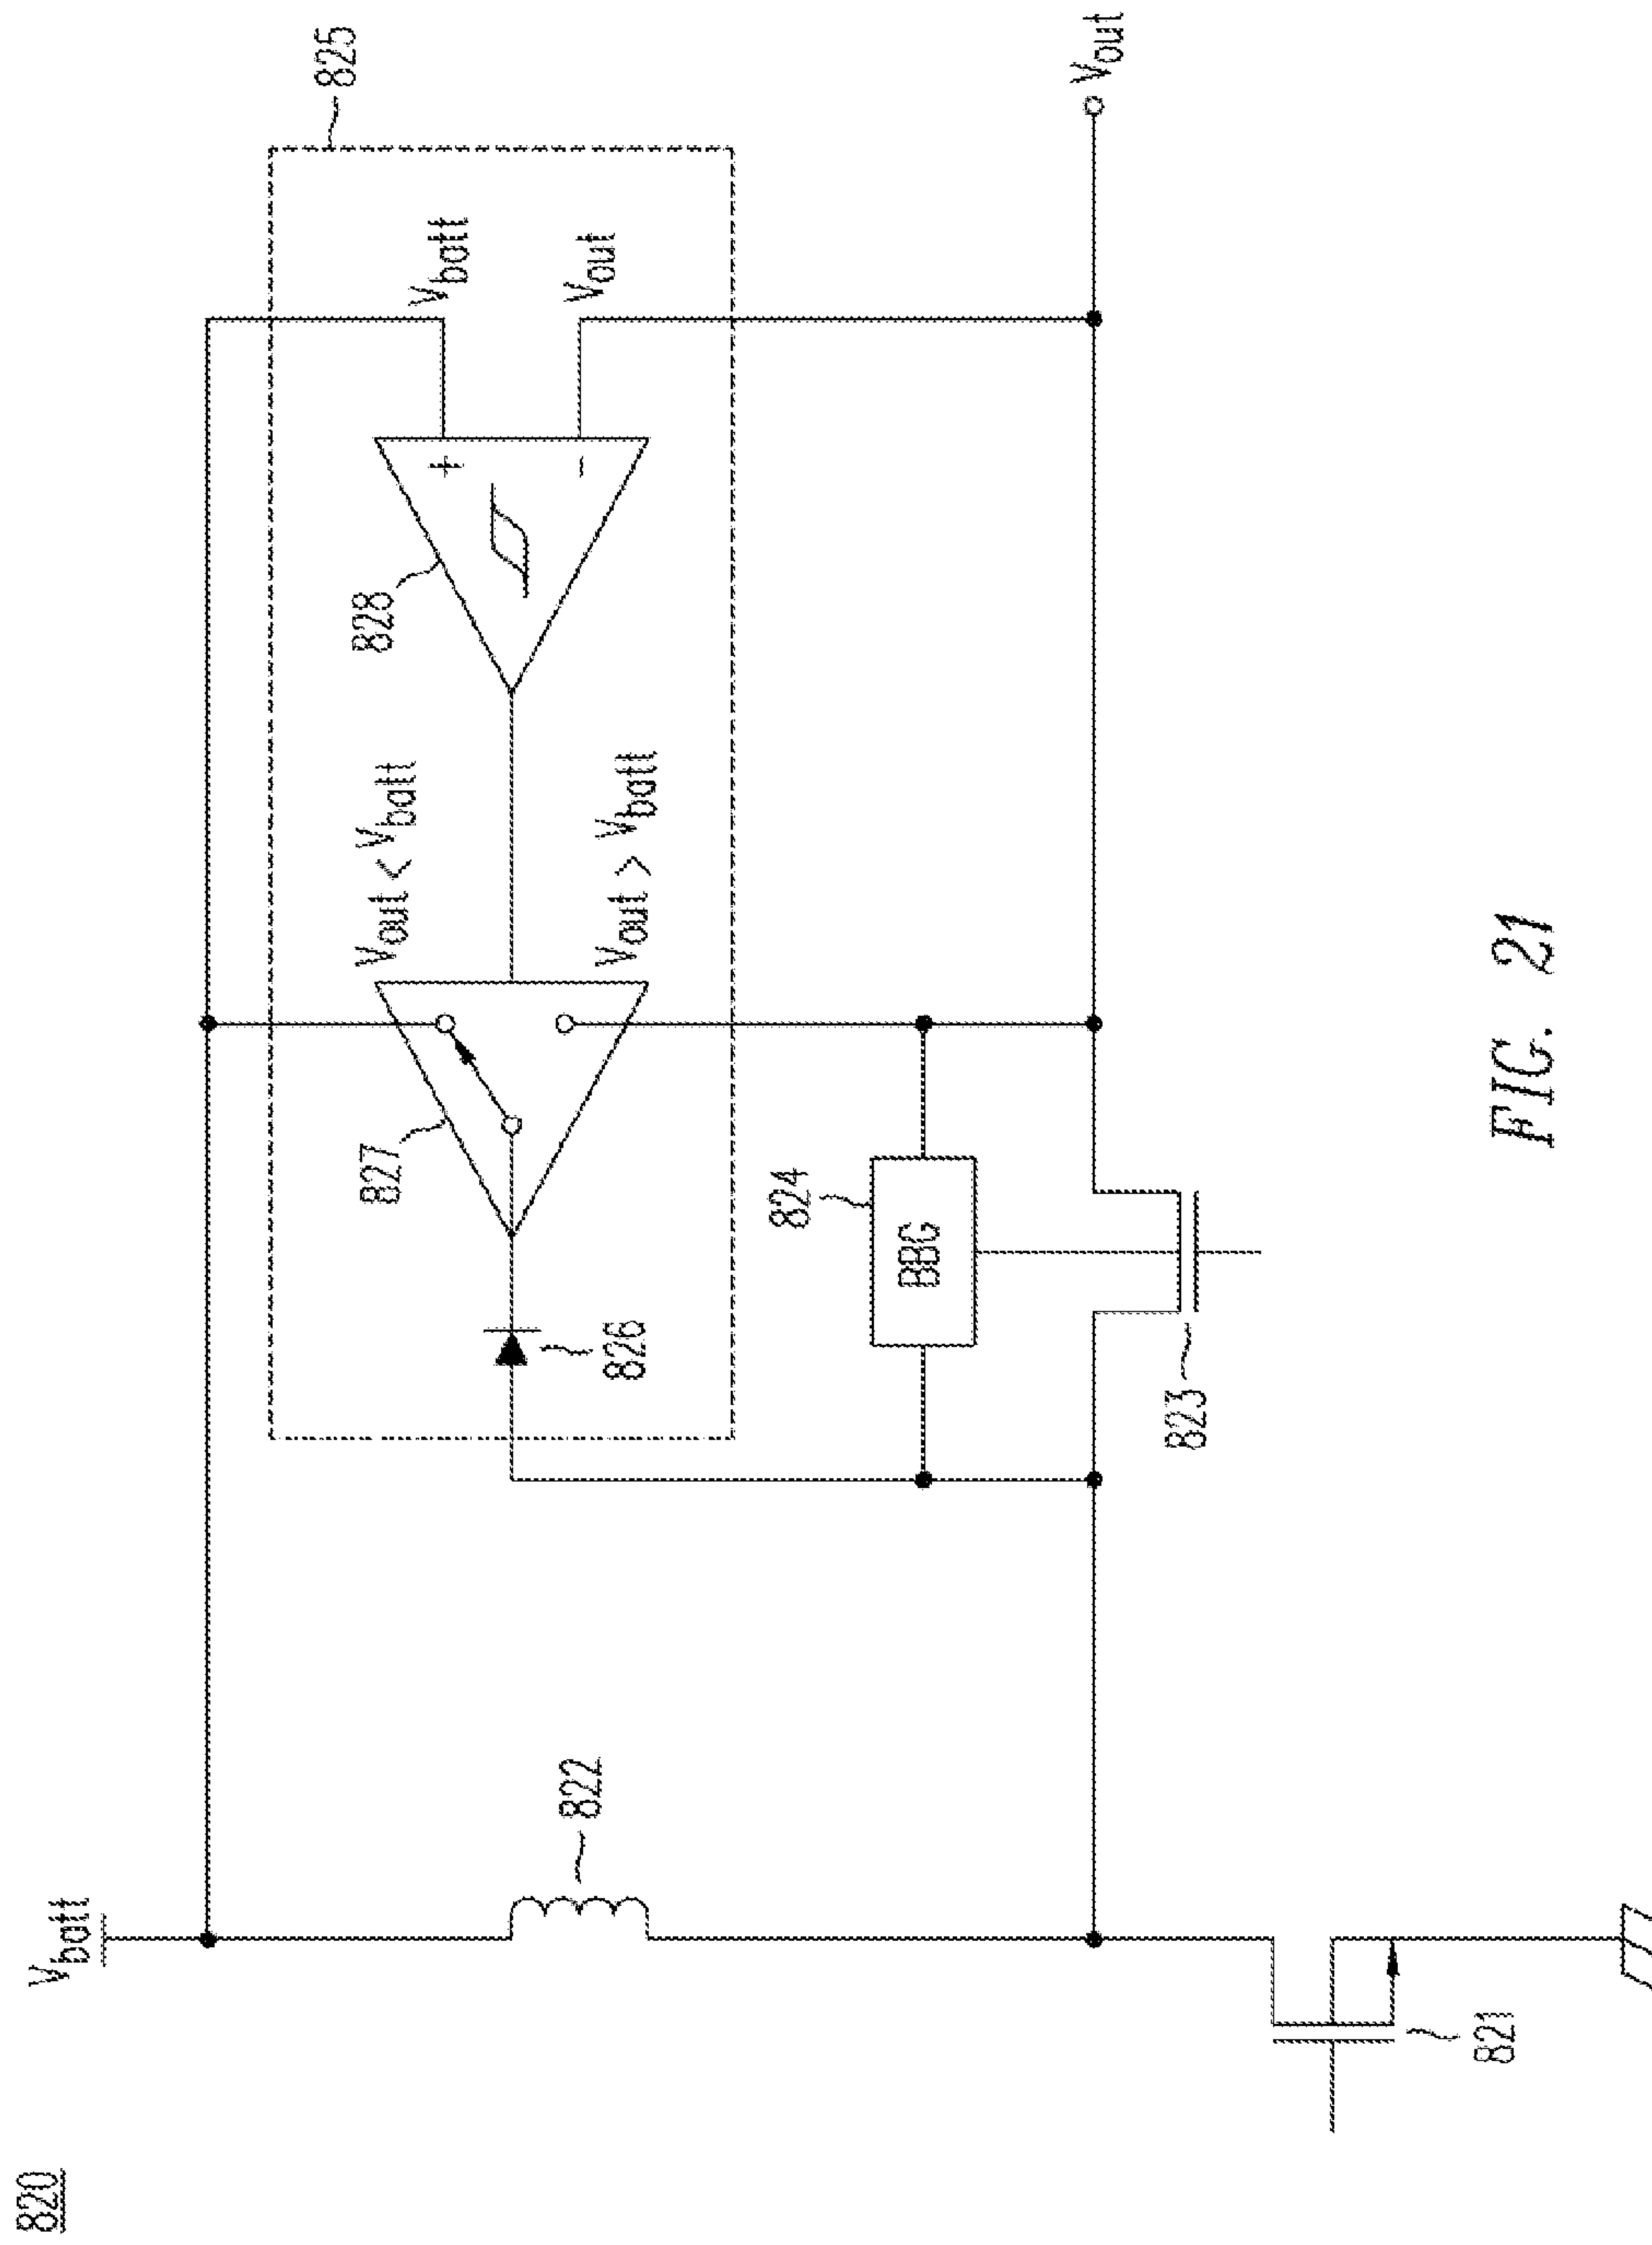 820
V_batt
825
V_batt
V_out
828
V_out < V_batt
V_out > V_batt
827
826
+
-
822
824
BBG
823
V_out
821
FIG. 21